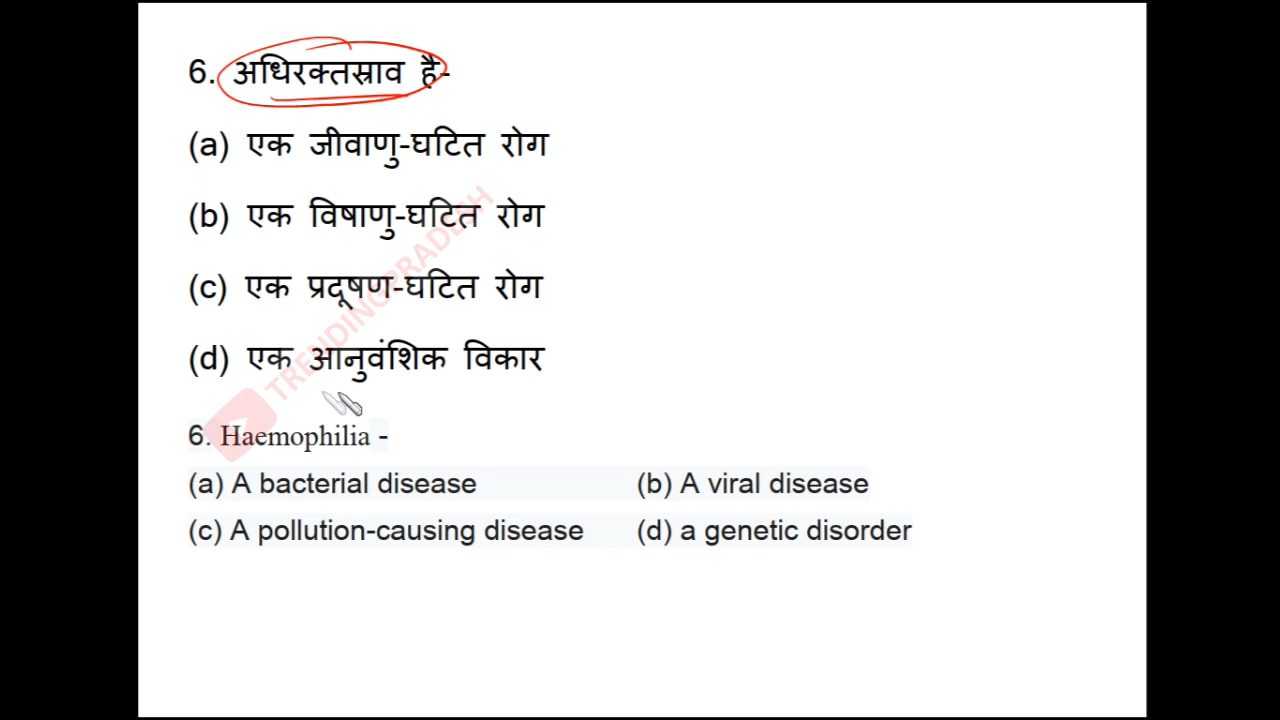 6. अधिरक्तस्राव है-
(a) एक जीवाणु-घटित रोग
(b) एक विषाणु-घटित रोग
(c) एक प्रदूषण-घटित रोग
(d) एक आनुवंशिक विकार
TRENDINGPRADESH
6. Haemophilia -
(a) A bacterial disease (b) A viral disease
(c) A pollution-causing disease (d) a genetic disorder